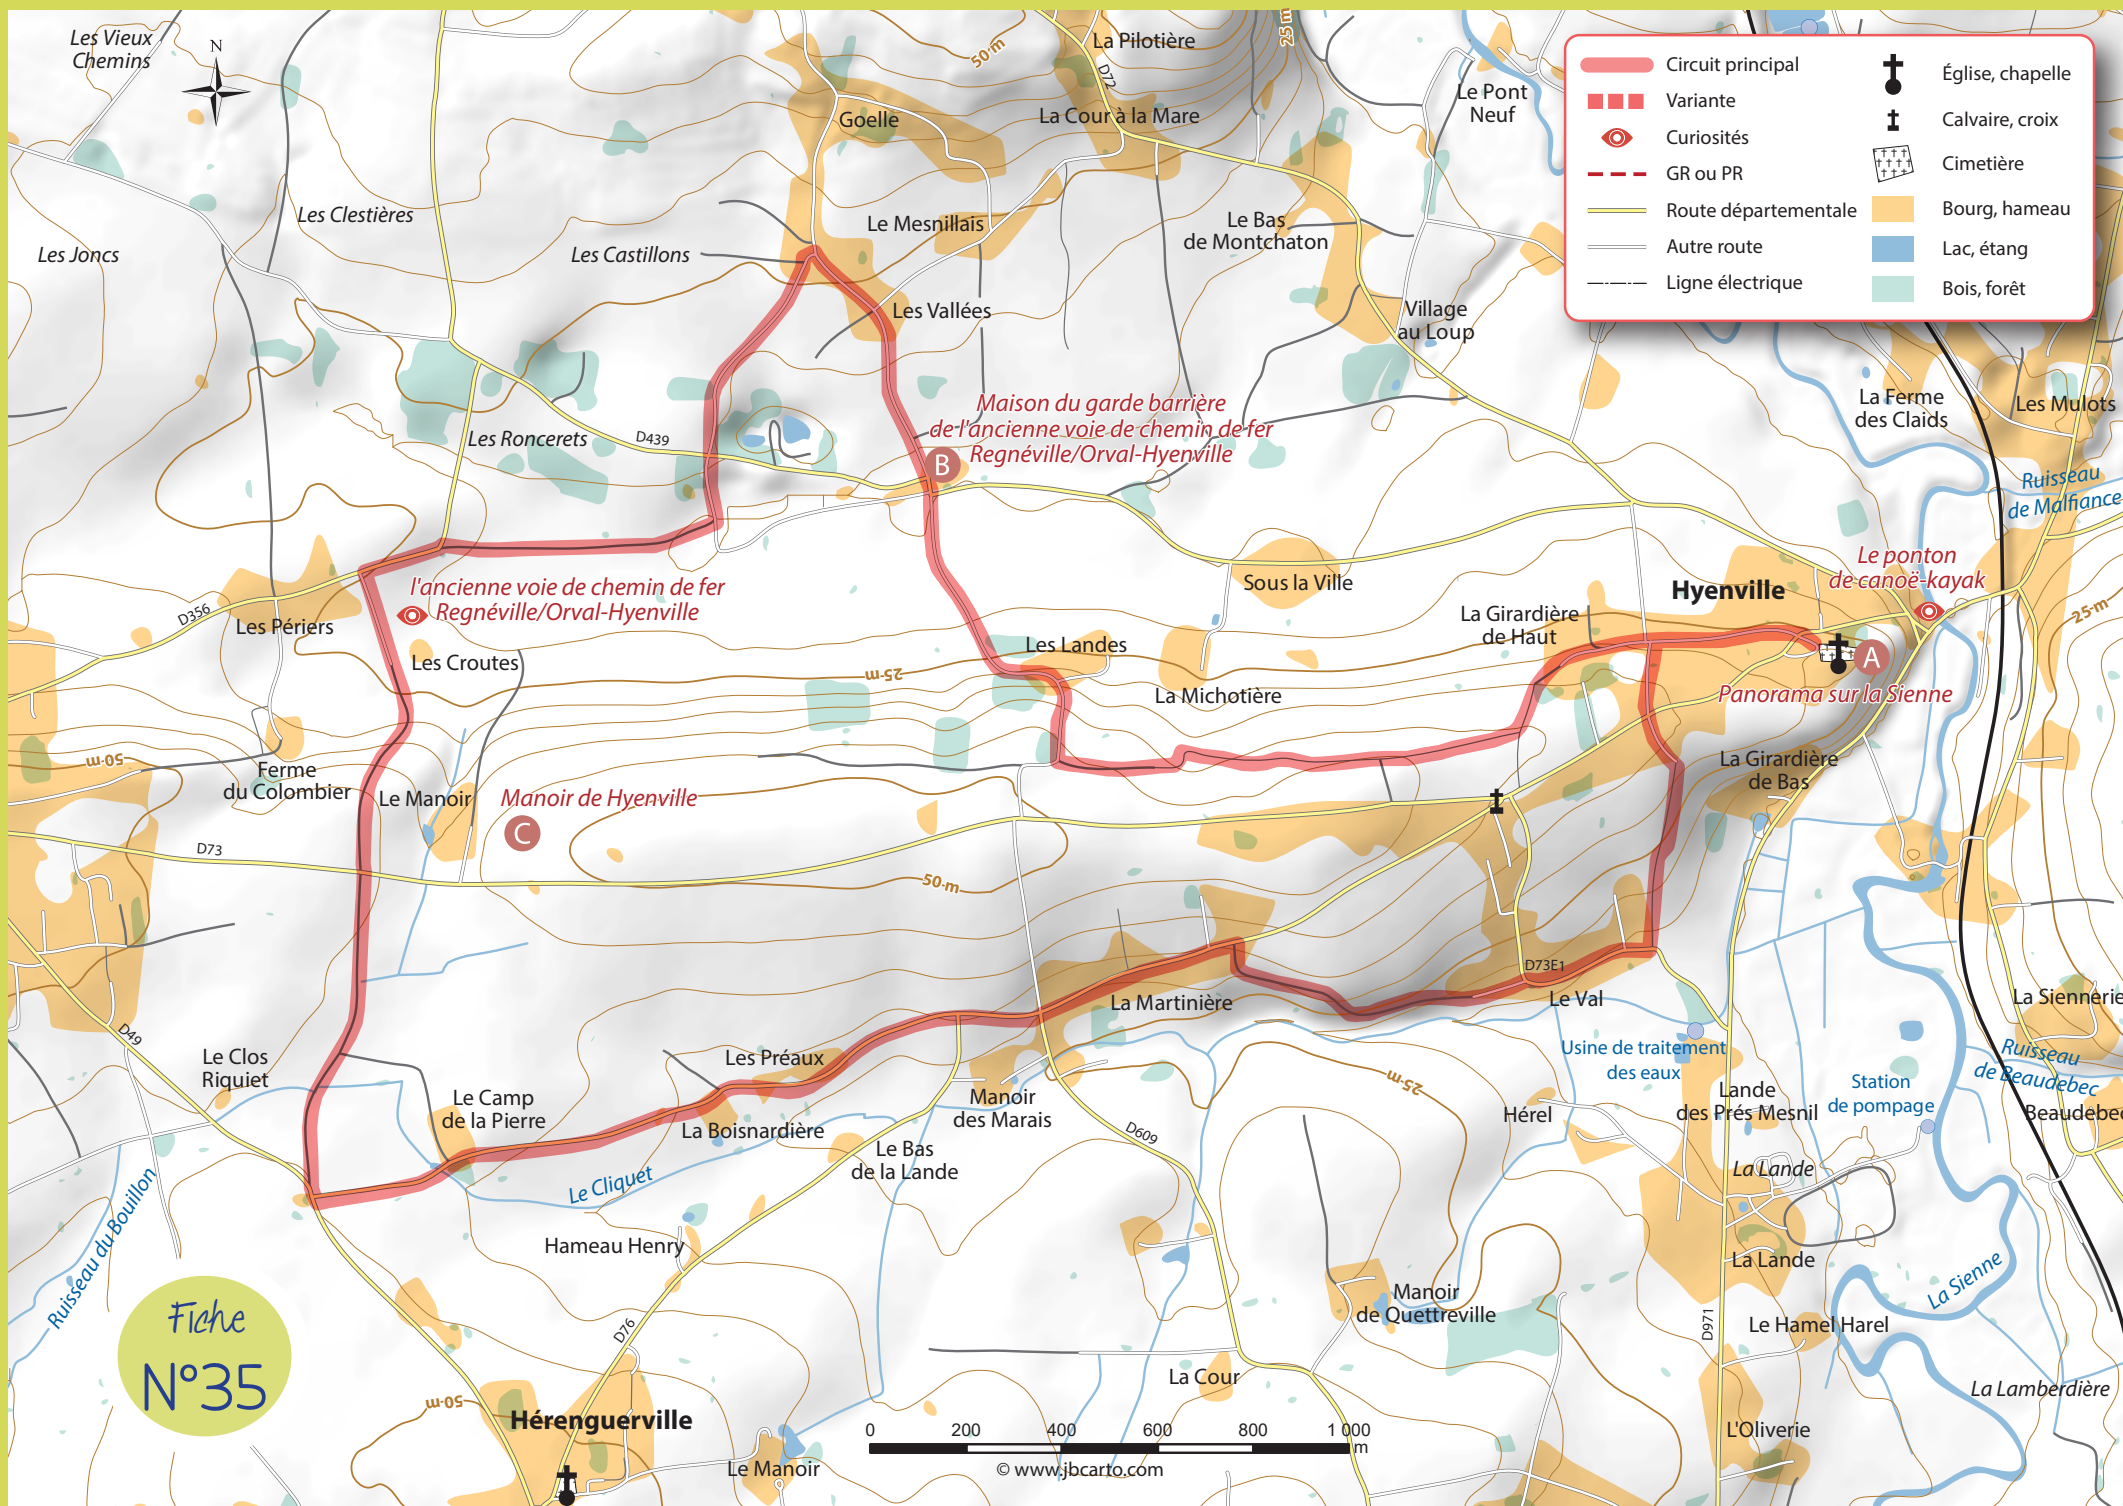 Les Vieux
Chemins
N
50 m
La Pilotière
25 m
D72
Le Pont
Neuf
Circuit principal
Variante
Curiosités
GR ou PR
Route départementale
Autre route
Ligne électrique
Église, chapelle
Calvaire, croix
Cimetière
Bourg, hameau
Lac, étang
Bois, forêt
Goelle
La Cour à la Mare
Les Clestières
Les Joncs
Le Mesnillais
Les Castillons
Le Bas
de Montchaton
Les Vallées
Village
au Loup
La Ferme
des Claids
Les Mulots
Les Roncerets
D439
Maison du garde barrière
de l'ancienne voie de chemin de fer
Regnéville/Orval-Hyenville
B
Ruisseau
de Malfiance
Le ponton
de canoë-kayak
l'ancienne voie de chemin de fer
Regnéville/Orval-Hyenville
D356
Les Périers
Sous la Ville
Hyenville
La Girardière
de Haut
25 m
Les Croutes
25 m
Les Landes
La Michotière
A
Panorama sur la Sienne
50 m
Ferme
du Colombier
Le Manoir
Manoir de Hyenville
C
La Girardière
de Bas
D73
50 m
D73E1
Le Val
La Martinière
La Siennerie
D49
Le Clos
Riquiet
Les Préaux
Usine de traitement
des eaux
Ruisseau
de Beaudebec
Le Camp
de la Pierre
La Boisnardière
Manoir
des Marais
25 m
Hérel
Lande
des Prés Mesnil
Station
de pompage
Beaudebec
D609
Le Bas
de la Lande
Le Cliquet
La Lande
Ruisseau du Bouillon
Hameau Henry
La Lande
La Sienne
Manoir
de Quettreville
Fiche
N°35
D76
D971
Le Hamel Harel
La Cour
La Lamberdière
50 m
Hérenguerville
L'Oliverie
0 200 400 600 800 1 000
m
Le Manoir
© www.jbcarto.com